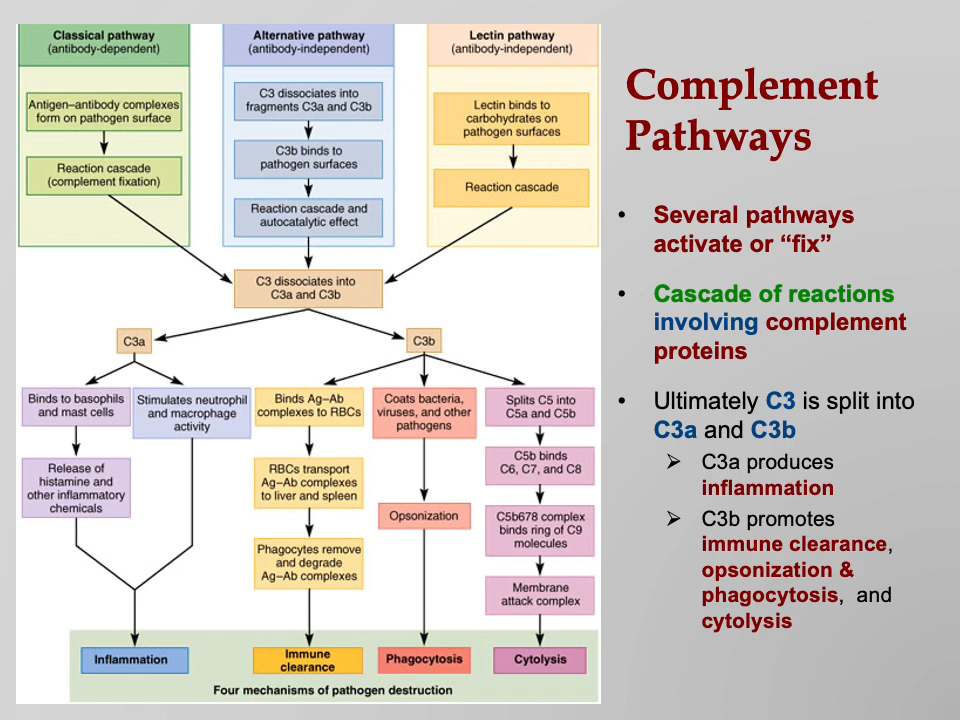 Classical pathway
(antibody-dependent)
Alternative pathway
(antibody-independent)
Lectin pathway
(antibody-independent)
Antigen–antibody complexes
form on pathogen surface
Reaction cascade
(complement fixation)
C3 dissociates into
fragments C3a and C3b
C3b binds to
pathogen surfaces
Reaction cascade and
autocatalytic effect
Lectin binds to
carbohydrates on
pathogen surfaces
Reaction cascade
C3 dissociates into
C3a and C3b
C3a
C3b
Binds to basophils
and mast cells
Stimulates neutrophil
and macrophage
activity
Binds Ag–Ab
complexes to RBCs
Coats bacteria,
viruses, and other
pathogens
Splits C5 into
C5a and C5b
Release of
histamine and
other inflammatory
chemicals
RBCs transport
Ag–Ab complexes
to liver and spleen
Opsonization
C5b binds
C6, C7, and C8
C5b678 complex
binds ring of C9
molecules
Phagocytes remove
and degrade
Ag–Ab complexes
Membrane
attack complex
Inflammation
Immune
clearance
Phagocytosis
Cytolysis
Four mechanisms of pathogen destruction
Complement
Pathways
• Several pathways
activate or “fix”
• Cascade of reactions
involving complement
proteins
• Ultimately C3 is split into
C3a and C3b
➢ C3a produces
inflammation
➢ C3b promotes
immune clearance,
opsonization &
phagocytosis, and
cytolysis